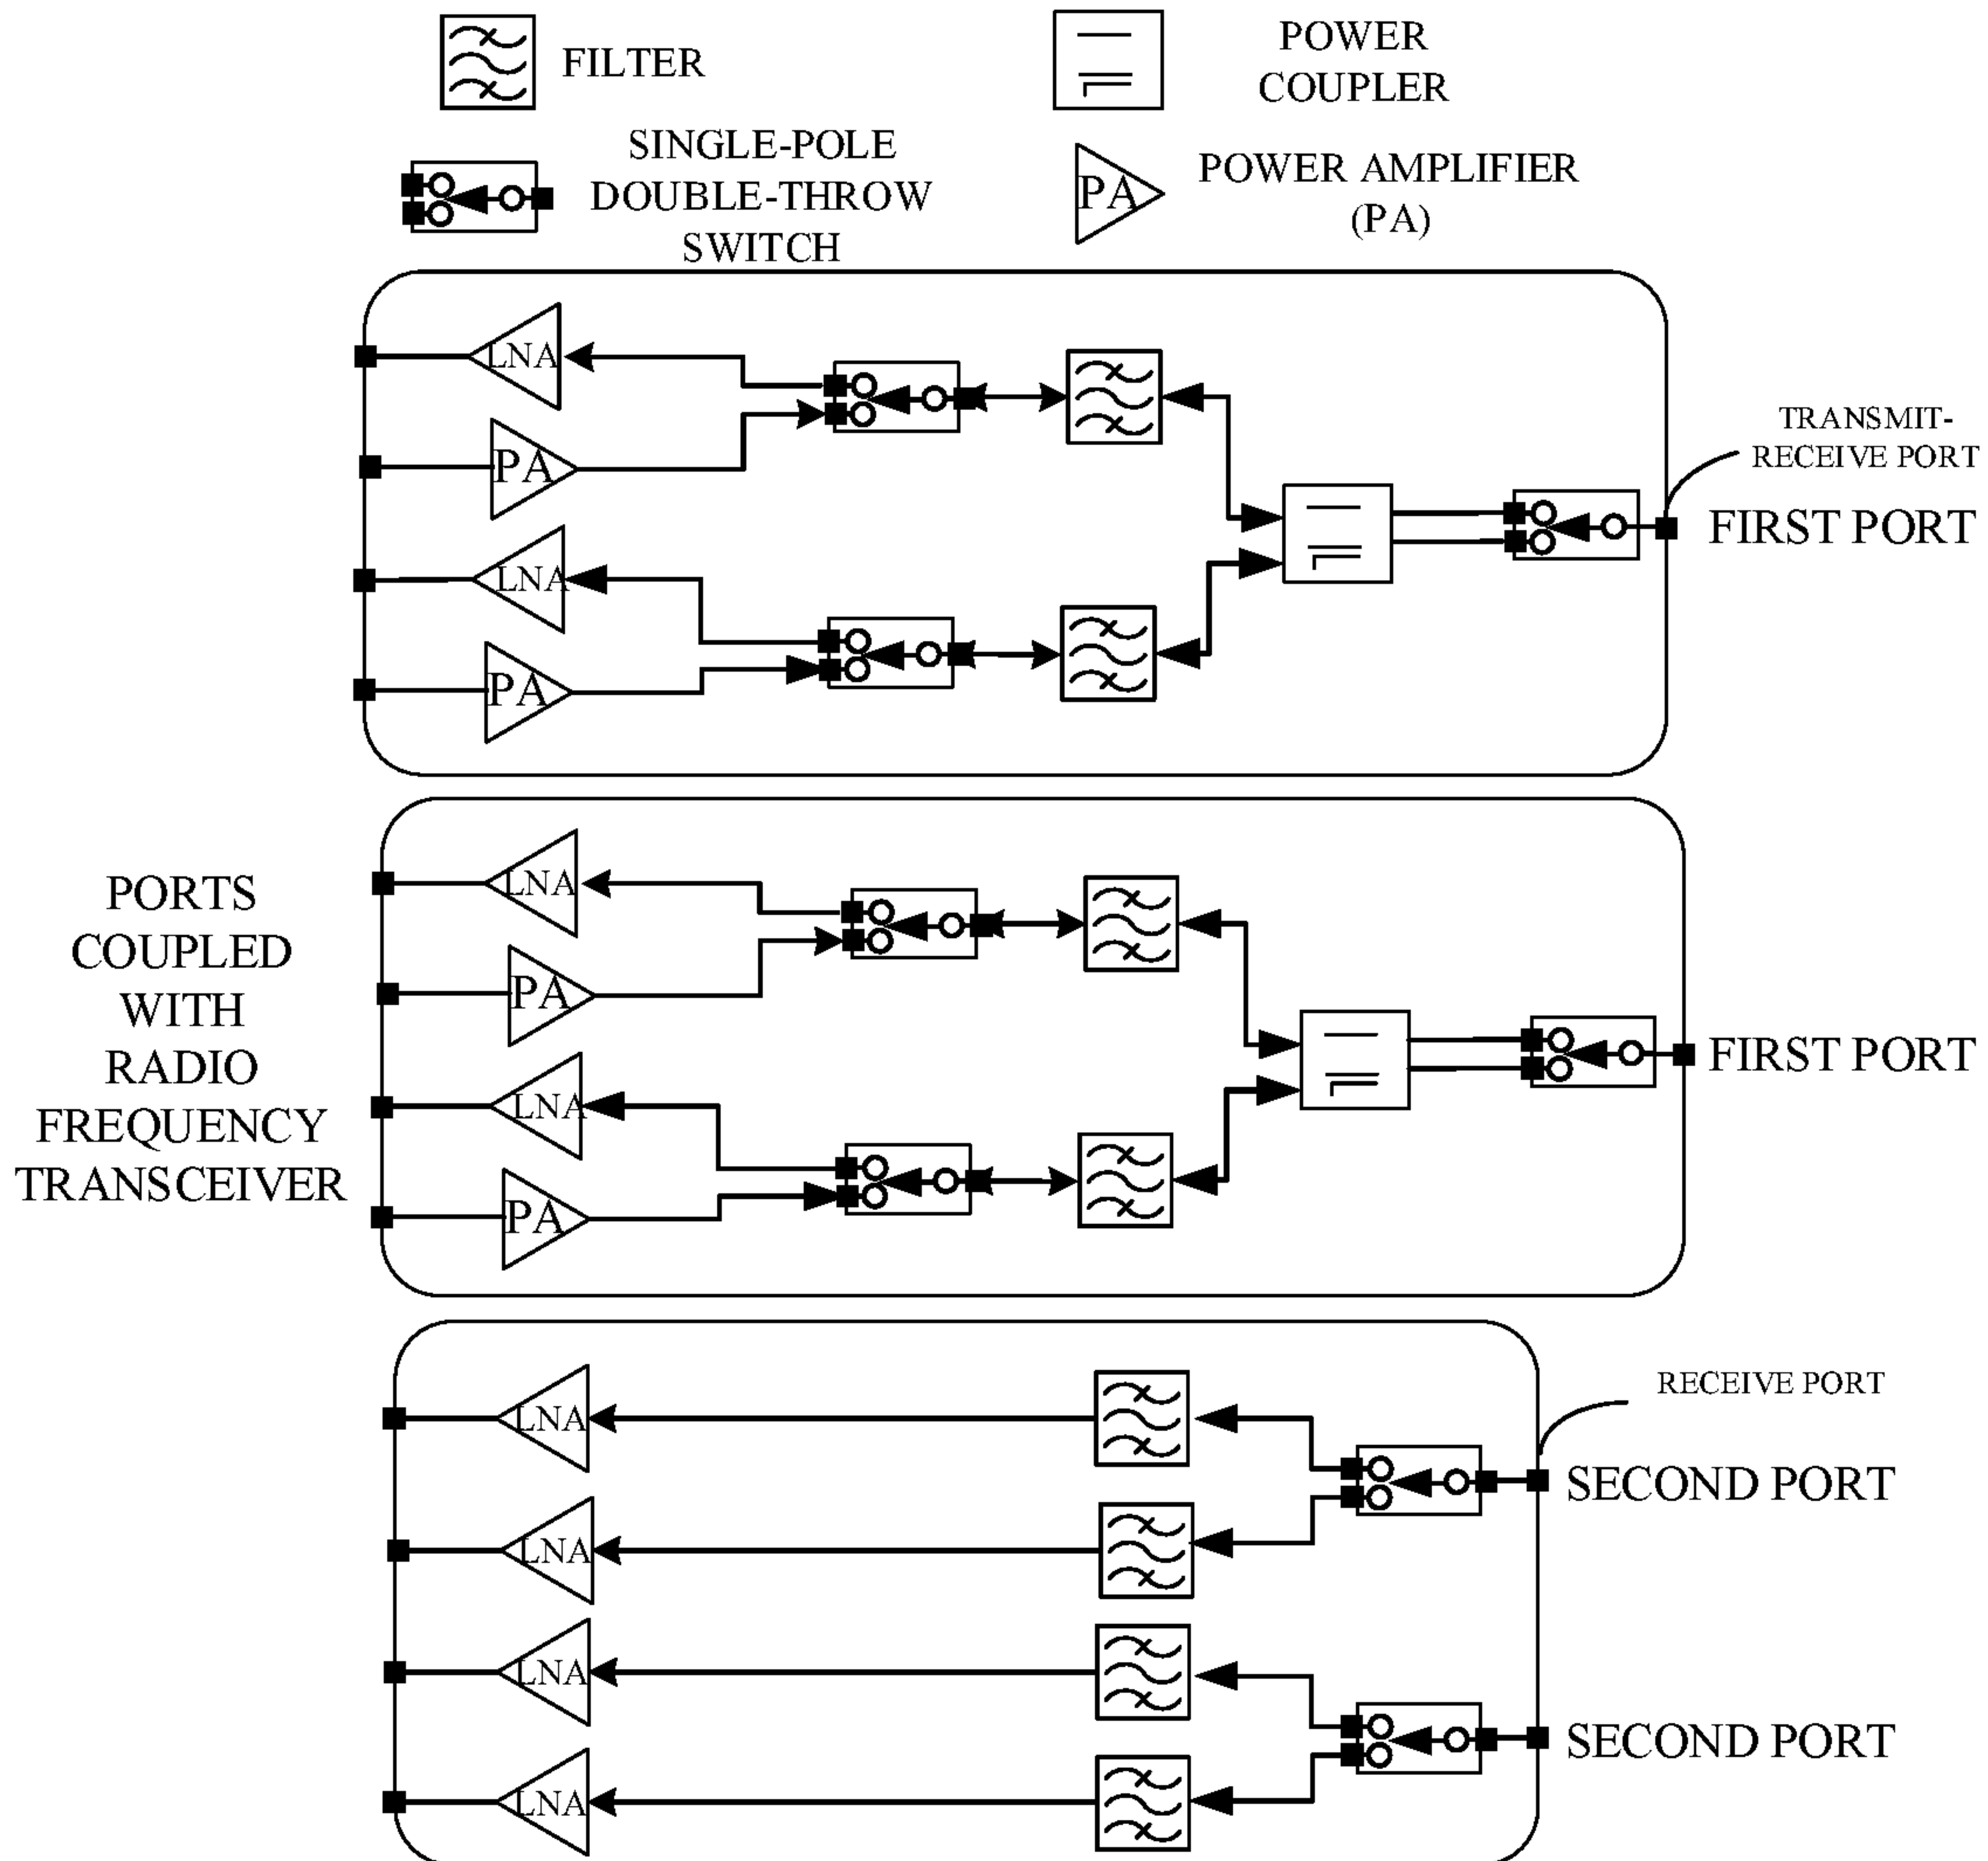 FILTER
POWER
COUPLER
SINGLE-POLE
DOUBLE-THROW
SWITCH
PA
POWER AMPLIFIER
(PA)
LNA
PA
LNA
PA
TRANSMIT-
RECEIVE PORT
FIRST PORT
PORTS
COUPLED
WITH
RADIO
FREQUENCY
TRANSCEIVER
LNA
PA
LNA
PA
FIRST PORT
LNA
LNA
LNA
LNA
RECEIVE PORT
SECOND PORT
SECOND PORT